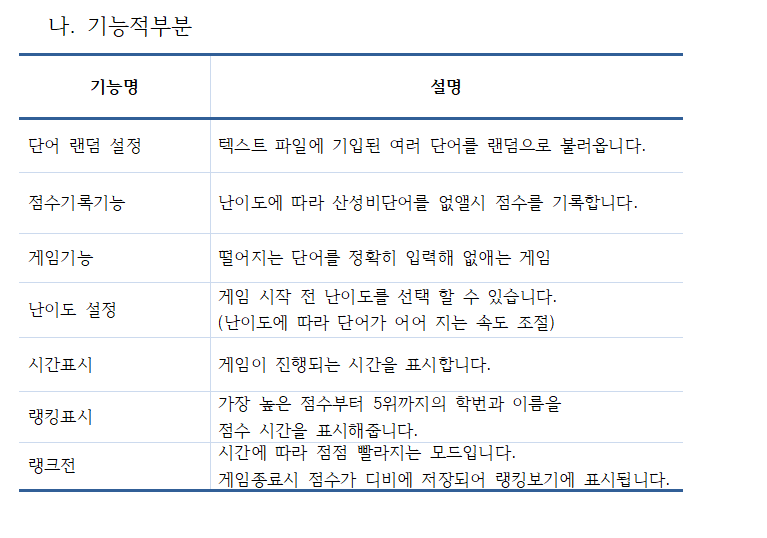 나. 기능적부분
기능명 설명
단어 랜덤 설정 텍스트 파일에 기입된 여러 단어를 랜덤으로 불러옵니다.
점수기록기능 난이도에 따라 산성비단어를 없앨시 점수를 기록합니다.
게임기능 떨어지는 단어를 정확히 입력해 없애는 게임
난이도 설정 게임 시작 전 난이도를 선택 할 수 있습니다.
(난이도에 따라 단어가 어어 지는 속도 조절)
시간표시 게임이 진행되는 시간을 표시합니다.
랭킹표시 가장 높은 점수부터 5위까지의 학번과 이름을
점수 시간을 표시해줍니다.
랭크전 시간에 따라 점점 빨라지는 모드입니다.
게임종료시 점수가 디비에 저장되어 랭킹보기에 표시됩니다.